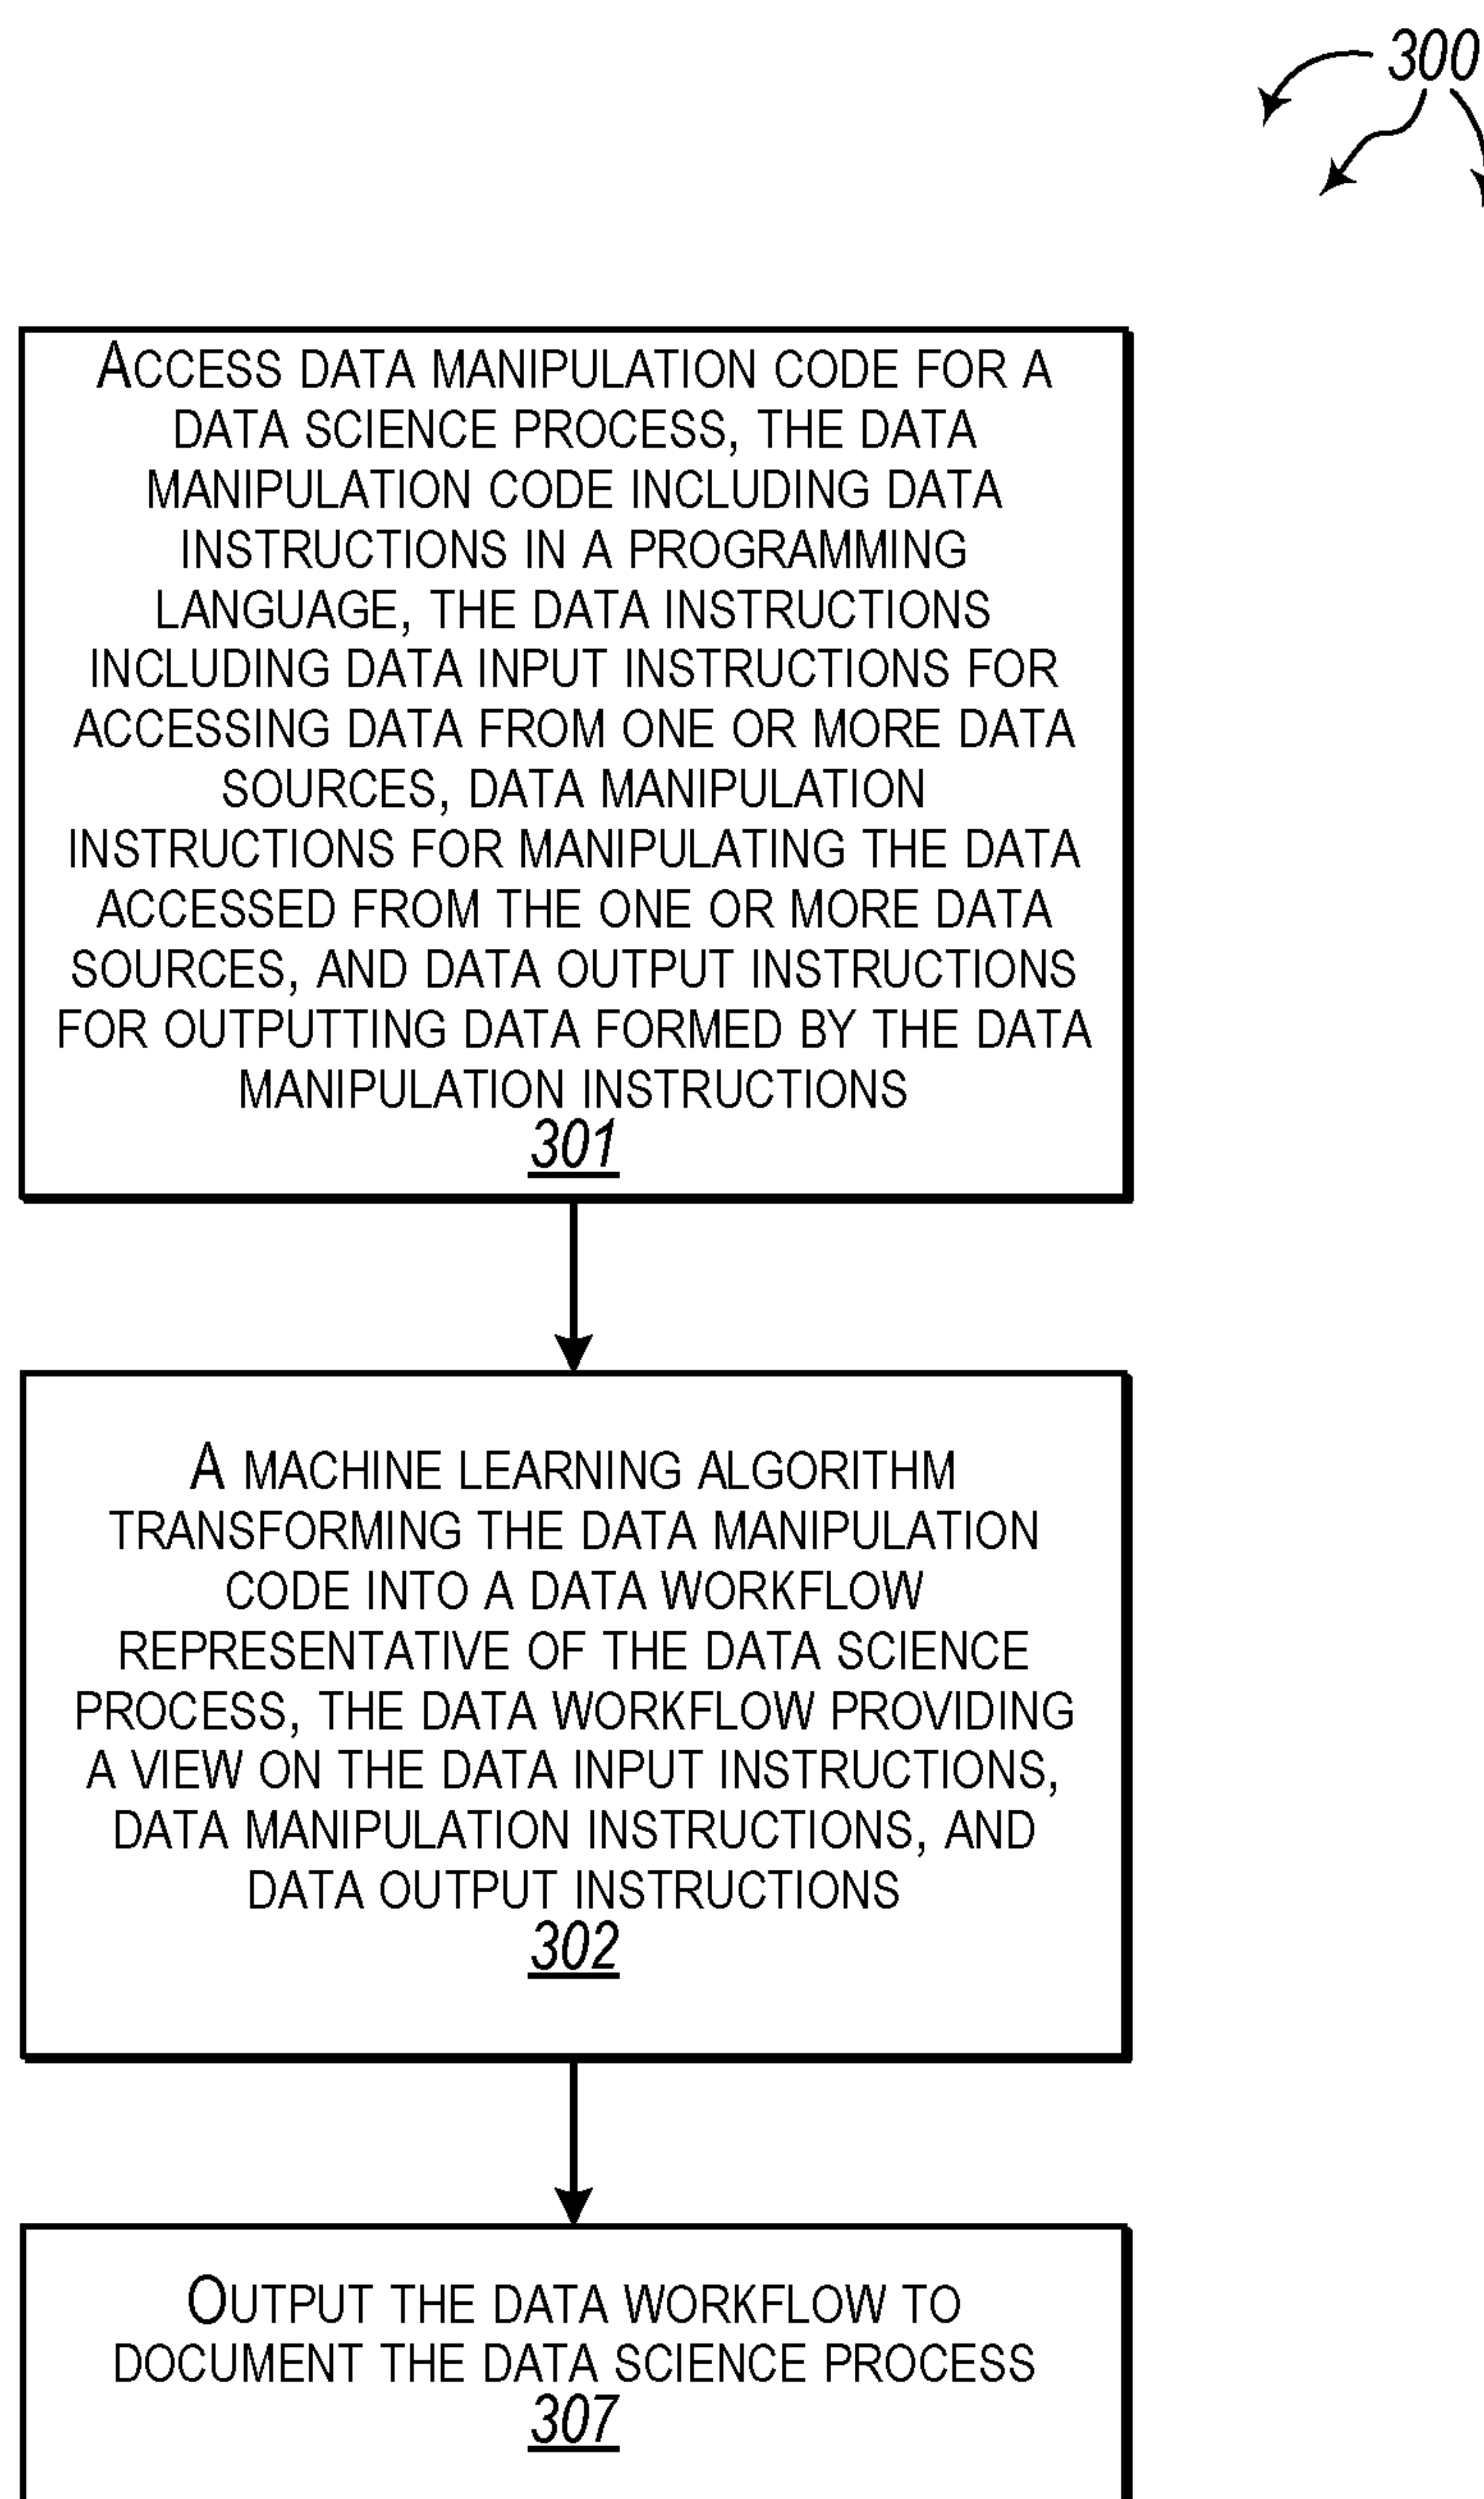 300
ACCESS DATA MANIPULATION CODE FOR A
DATA SCIENCE PROCESS, THE DATA
MANIPULATION CODE INCLUDING DATA
INSTRUCTIONS IN A PROGRAMMING
LANGUAGE, THE DATA INSTRUCTIONS
INCLUDING DATA INPUT INSTRUCTIONS FOR
ACCESSING DATA FROM ONE OR MORE DATA
SOURCES, DATA MANIPULATION
INSTRUCTIONS FOR MANIPULATING THE DATA
ACCESSED FROM THE ONE OR MORE DATA
SOURCES, AND DATA OUTPUT INSTRUCTIONS
FOR OUTPUTTING DATA FORMED BY THE DATA
MANIPULATION INSTRUCTIONS
301
A MACHINE LEARNING ALGORITHM
TRANSFORMING THE DATA MANIPULATION
CODE INTO A DATA WORKFLOW
REPRESENTATIVE OF THE DATA SCIENCE
PROCESS, THE DATA WORKFLOW PROVIDING
A VIEW ON THE DATA INPUT INSTRUCTIONS,
DATA MANIPULATION INSTRUCTIONS, AND
DATA OUTPUT INSTRUCTIONS
302
OUTPUT THE DATA WORKFLOW TO
DOCUMENT THE DATA SCIENCE PROCESS
307